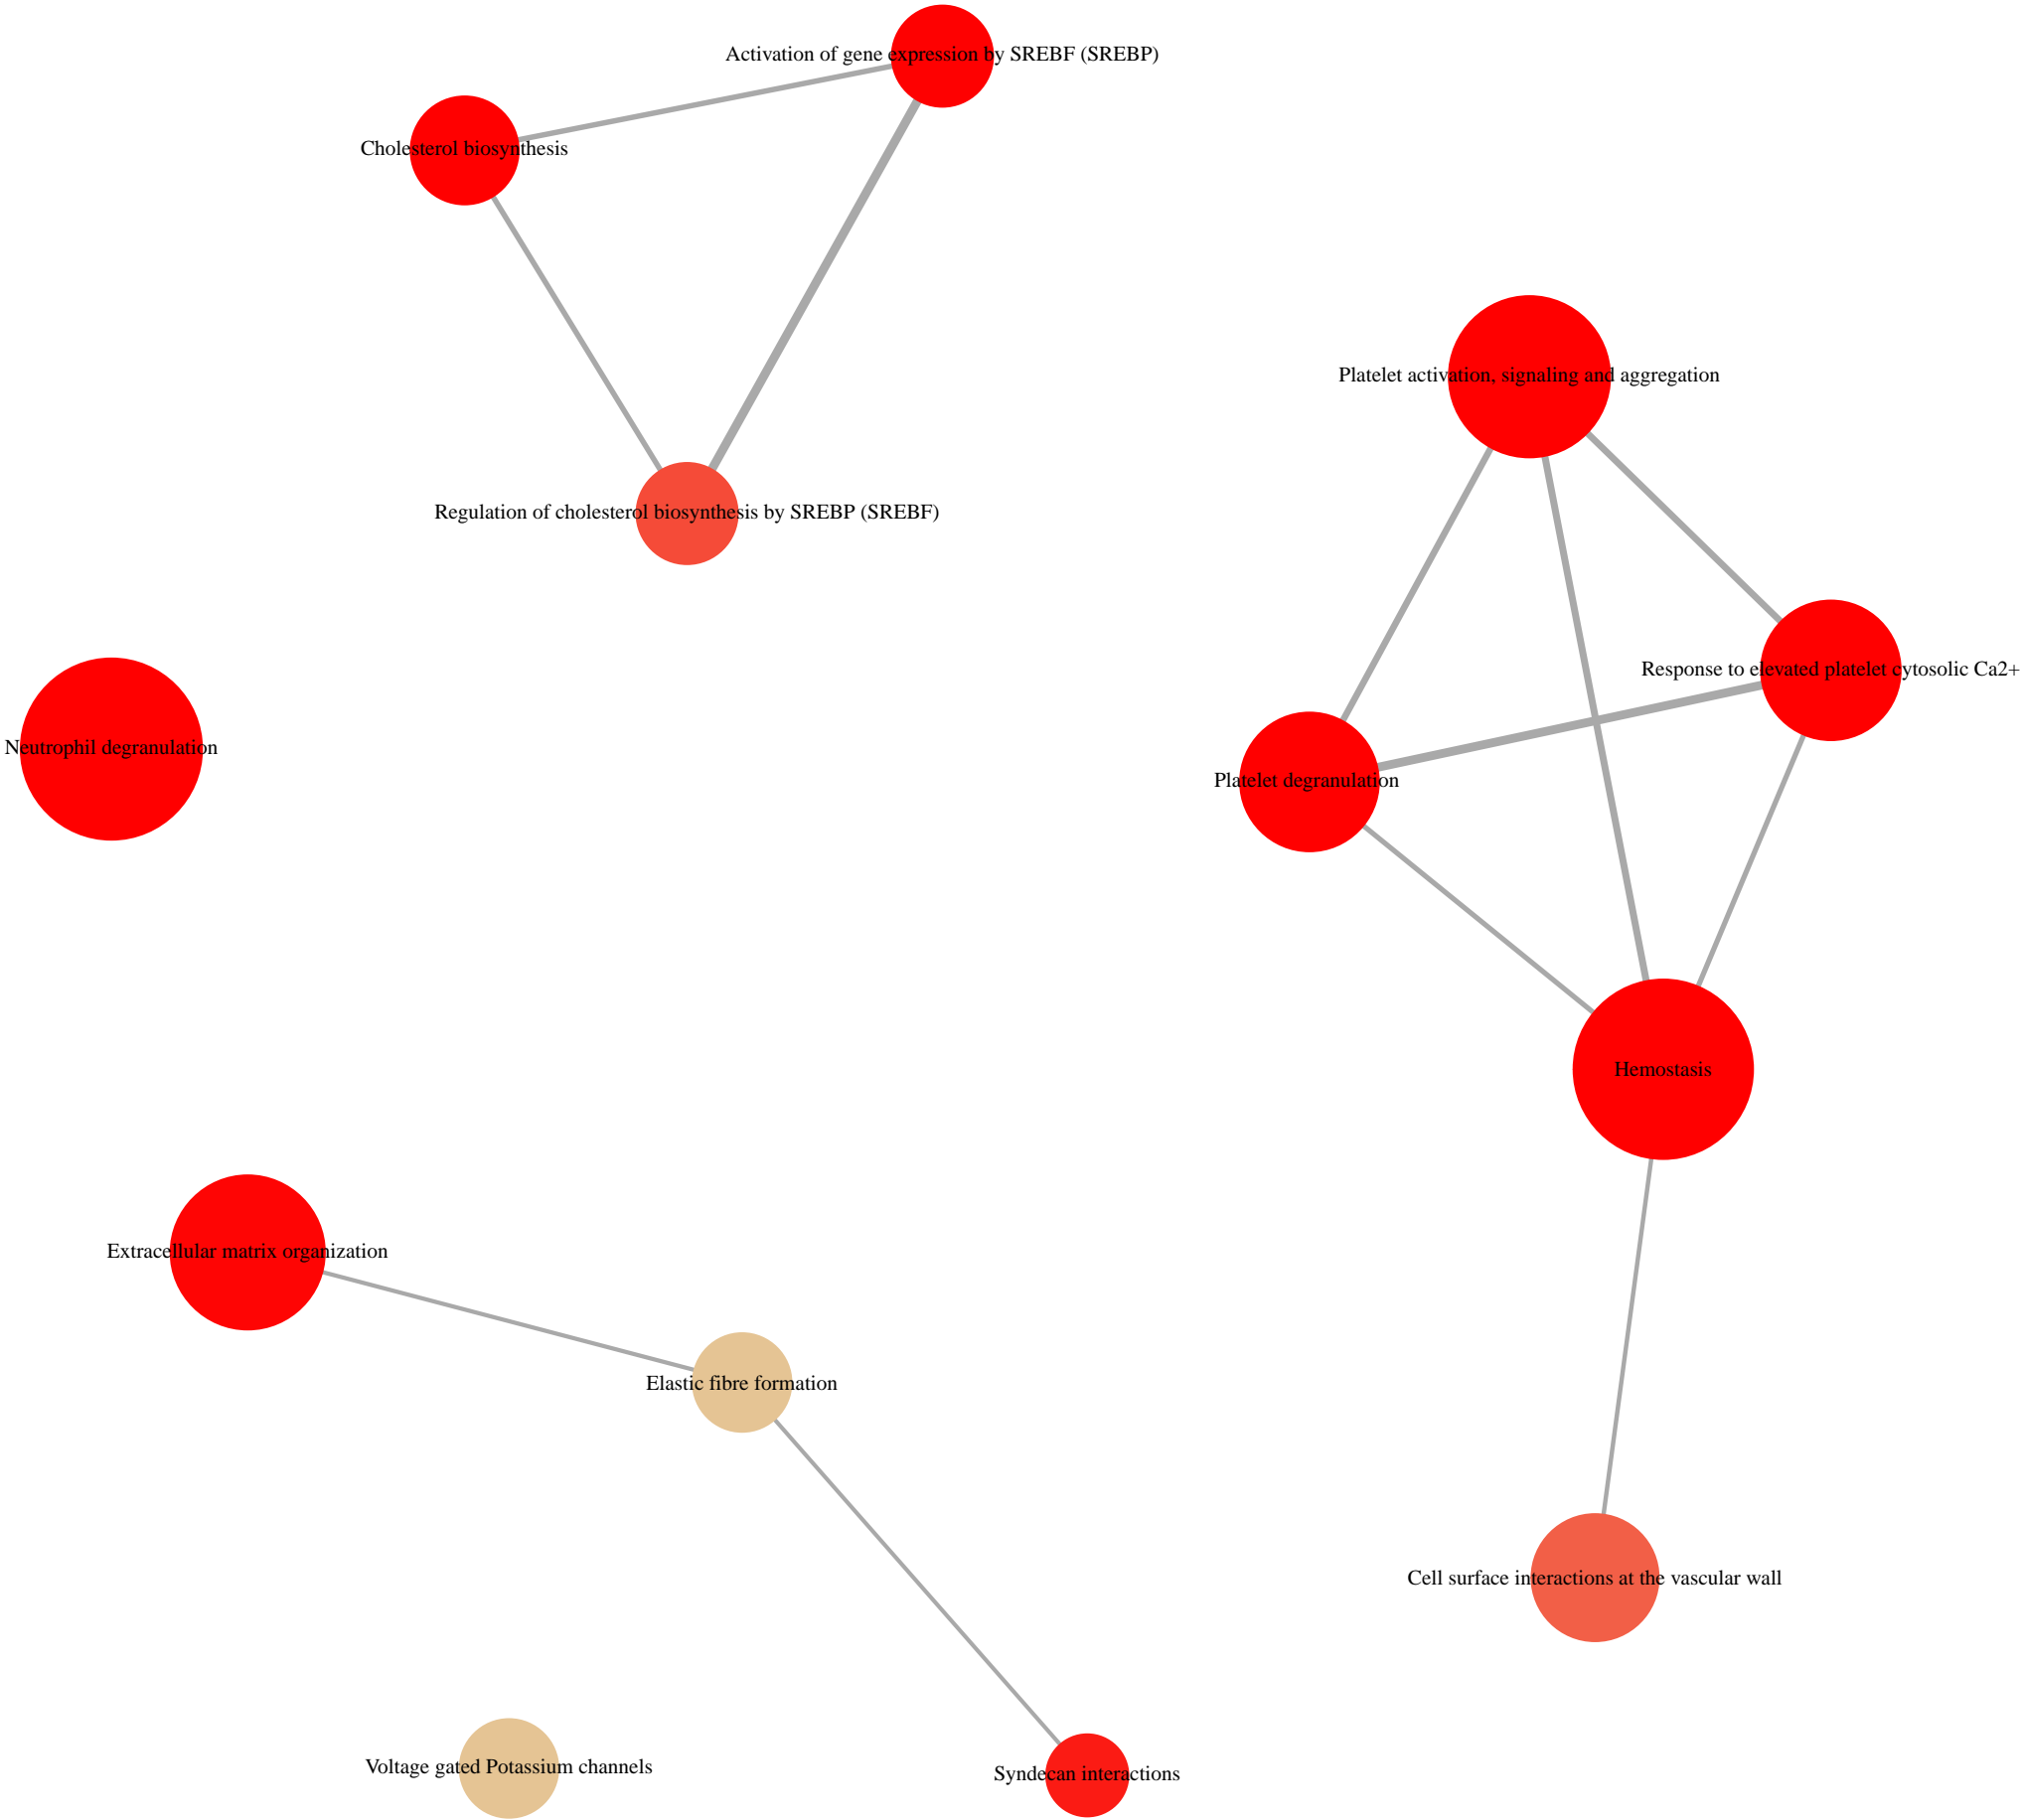 Activation of gene expression by SREBF (SREBP)
Cholesterol biosynthesis
Platelet activation, signaling and aggregation
Regulation of cholesterol biosynthesis by SREBP (SREBF)
Response to elevated platelet cytosolic Ca2+
Neutrophil degranulation
Platelet degranulation
Hemostasis
Extracellular matrix organization
Elastic fibre formation
Cell surface interactions at the vascular wall
Voltage gated Potassium channels
Syndecan interactions